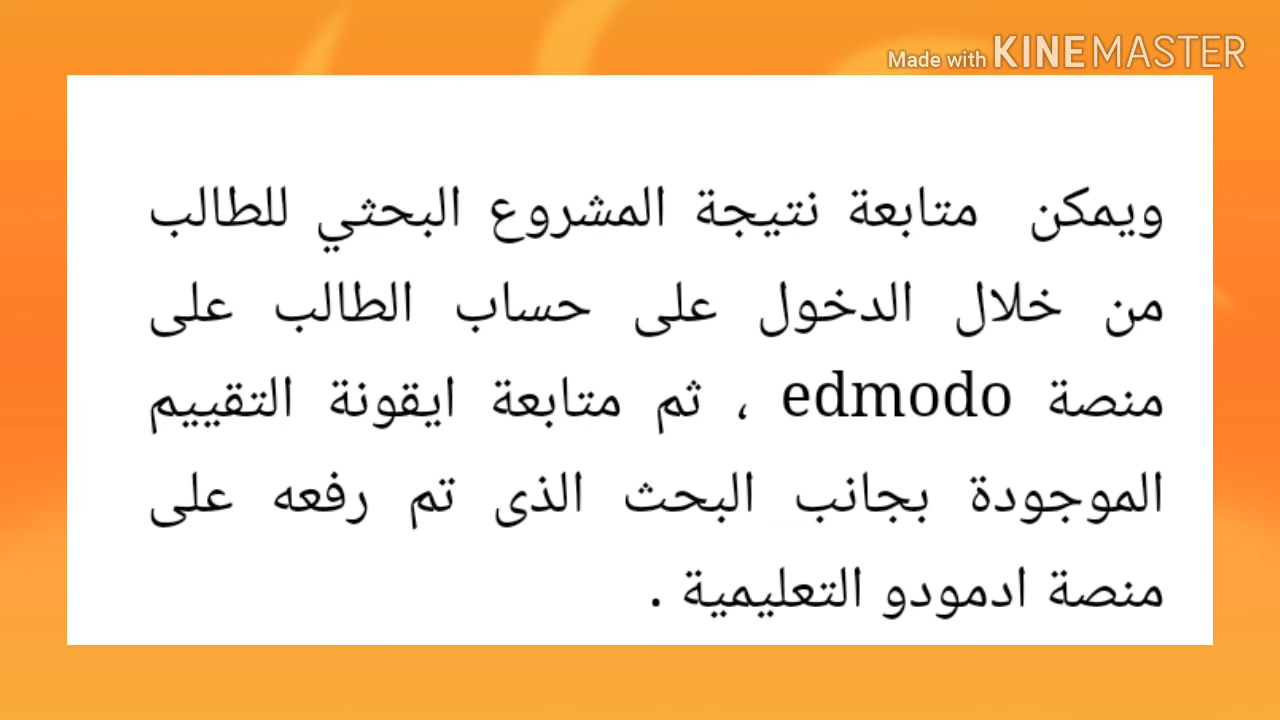 Made with KINEMASTER
ويمكن متابعة نتيجة المشروع البحثي للطالب
من خلال الدخول على حساب الطالب على
منصة edmodo ، ثم متابعة ايقونة التقييم
الموجودة بجانب البحث الذى تم رفعه على
منصة ادمودو التعليمية .